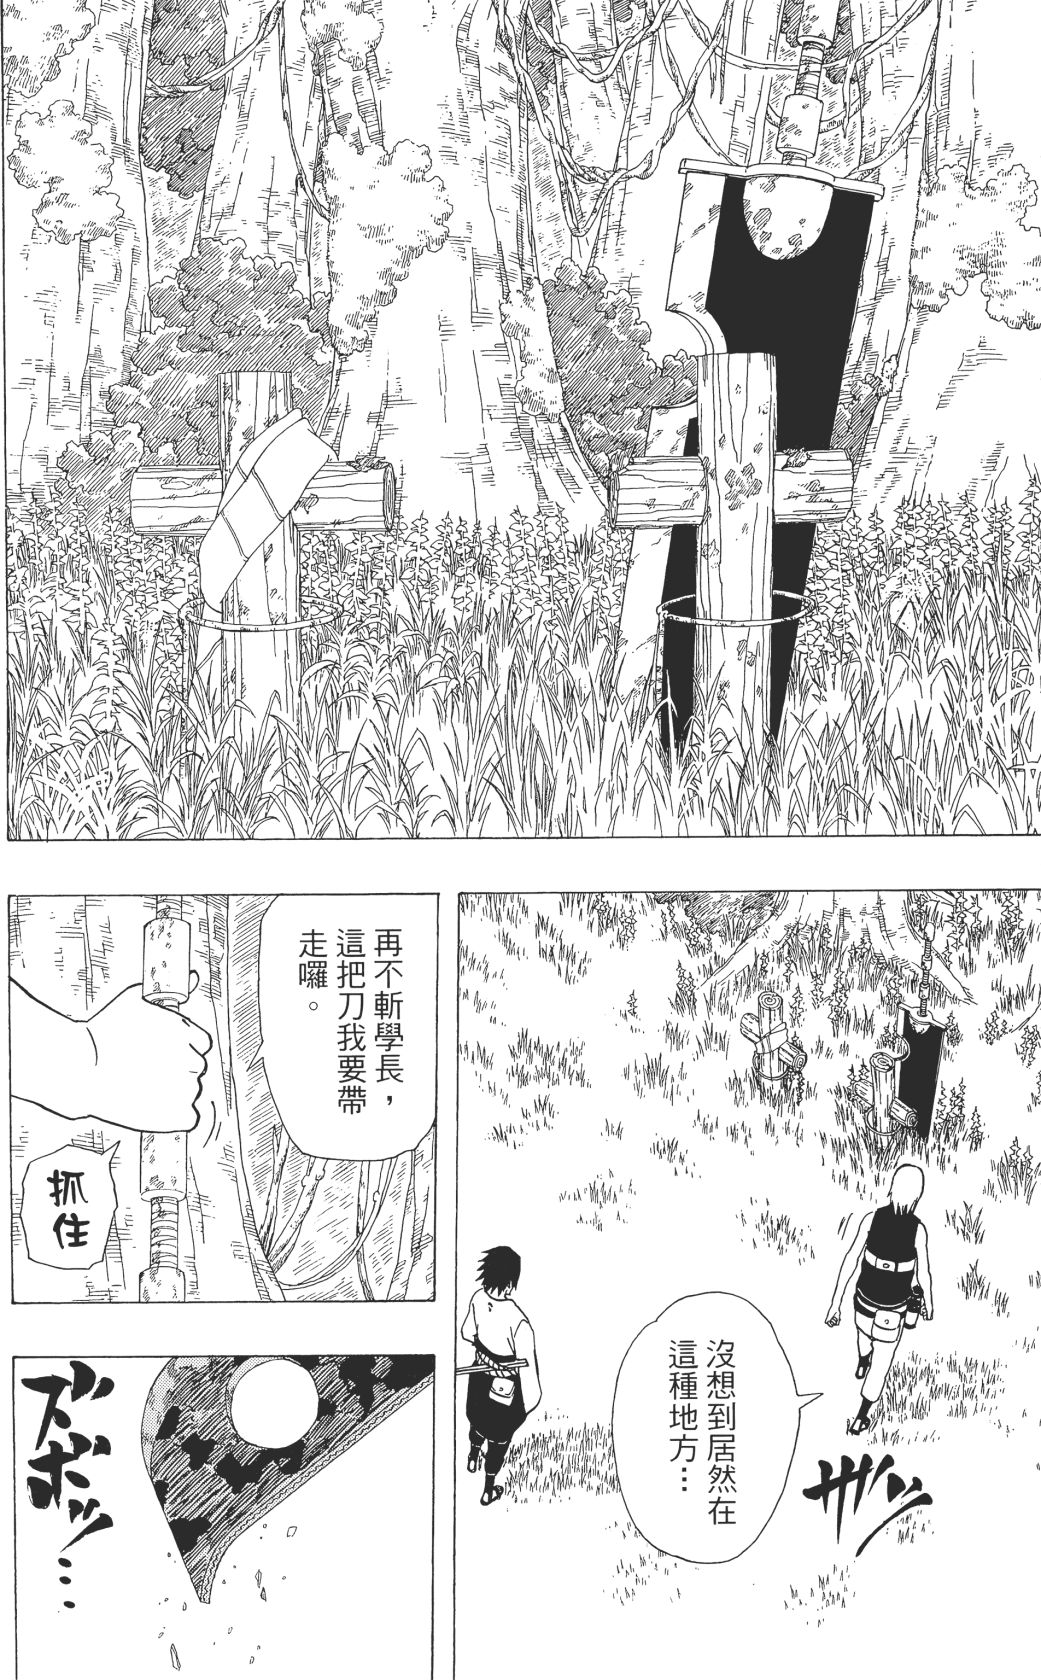 沒想到居然在
這種地方…
ザッ
再不斬學長，
這把刀我要帶
走囉。
抓住
ズボッ…